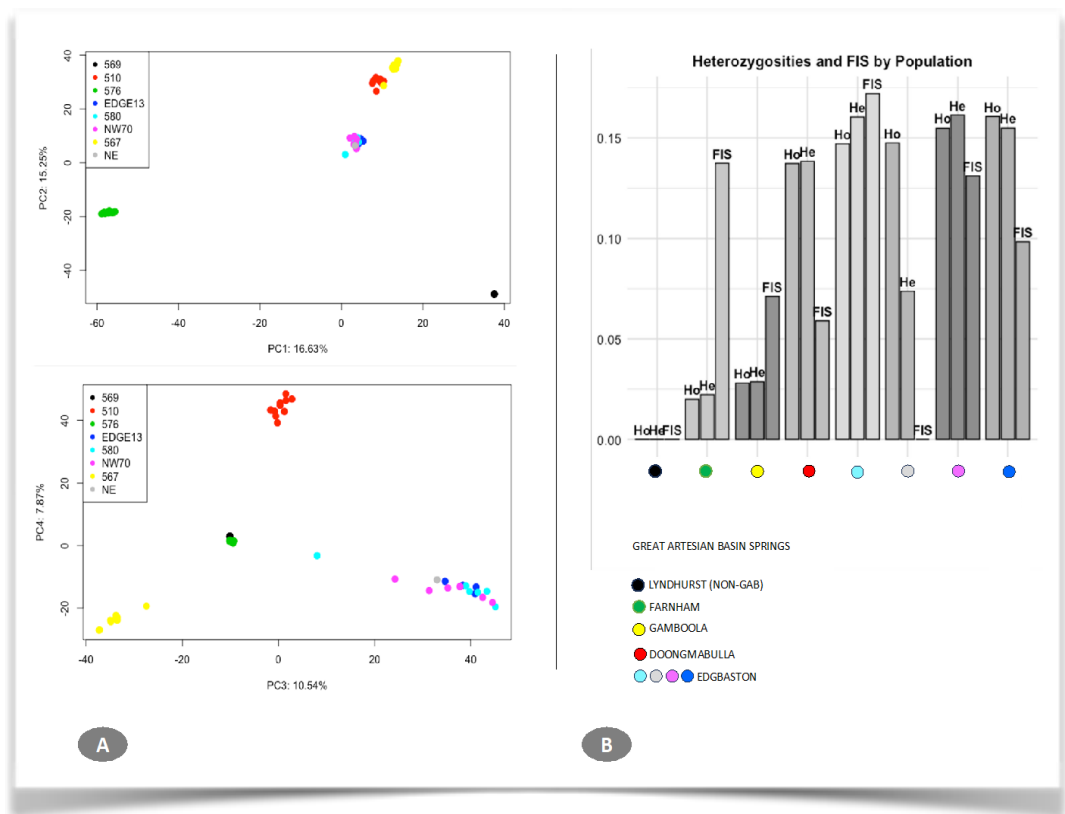 40
20
0
-20
-40
PC2: 15.25%
569
510
576
EDGE13
580
NW70
567
NE
-60
-40
-20
0
20
40
PC1: 16.63%
40
20
0
20
PC4: 7.87%
569
510
576
EDGE13
580
NW70
567
NE
-40
-20
0
20
40
PC3: 10.54%
A
Heterozygosities and FIS by Population
0.15
0.10
0.05
0.00
Ho He FIS
Ho He FIS
Ho He FIS
Ho He FIS
Ho He FIS
Ho He FIS
Ho He FIS
Ho He FIS
GREAT ARTESIAN BASIN SPRINGS
LYNDHURST (NON-GAB)
FARNHAM
GAMBOOLA
DOONGMABULLA
EDGBASTON
B